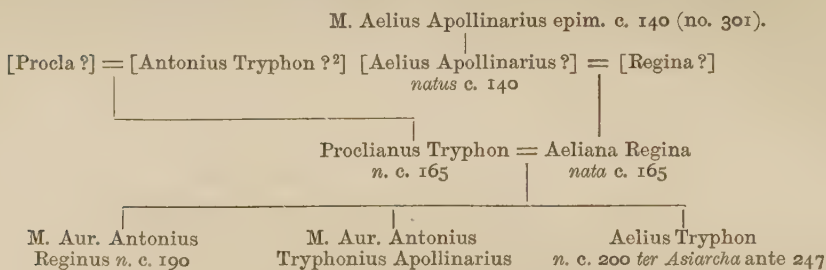 M. Aelius Apollinarius epim. c. 140 (no. 301).
[Procla ?] = [Antonius Tryphon ?²] [Aelius Apollinarius ?] = [Regina ?]
natus c. 140
Proclianus Tryphon = Aeliana Regina
n. c. 165 nata c. 165
M. Aur. Antonius M. Aur. Antonius Aelius Tryphon
Reginus n. c. 190 Tryphonius Apollinarius n. c. 200 ter Asiarcha ante 247